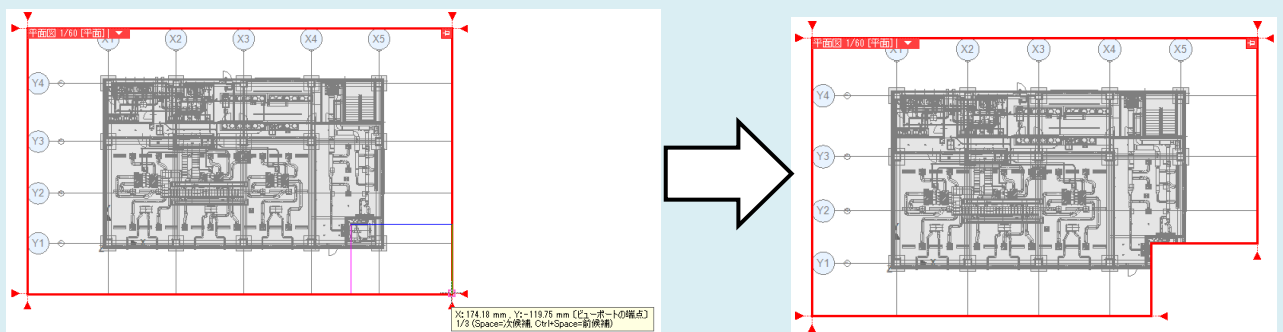 平面図 1/60 [平面] ▼
X1 X2 X3 X4 X5
Y4
Y3
Y2
Y1
X: 174.18 mm , Y: -119.75 mm [ビューポートの端点]
1/3 (Space=次候補, Ctrl+Space=前候補)
平面図 1/60 [平面] ▼
X1 X2 X3 X4 X5
Y4
Y3
Y2
Y1